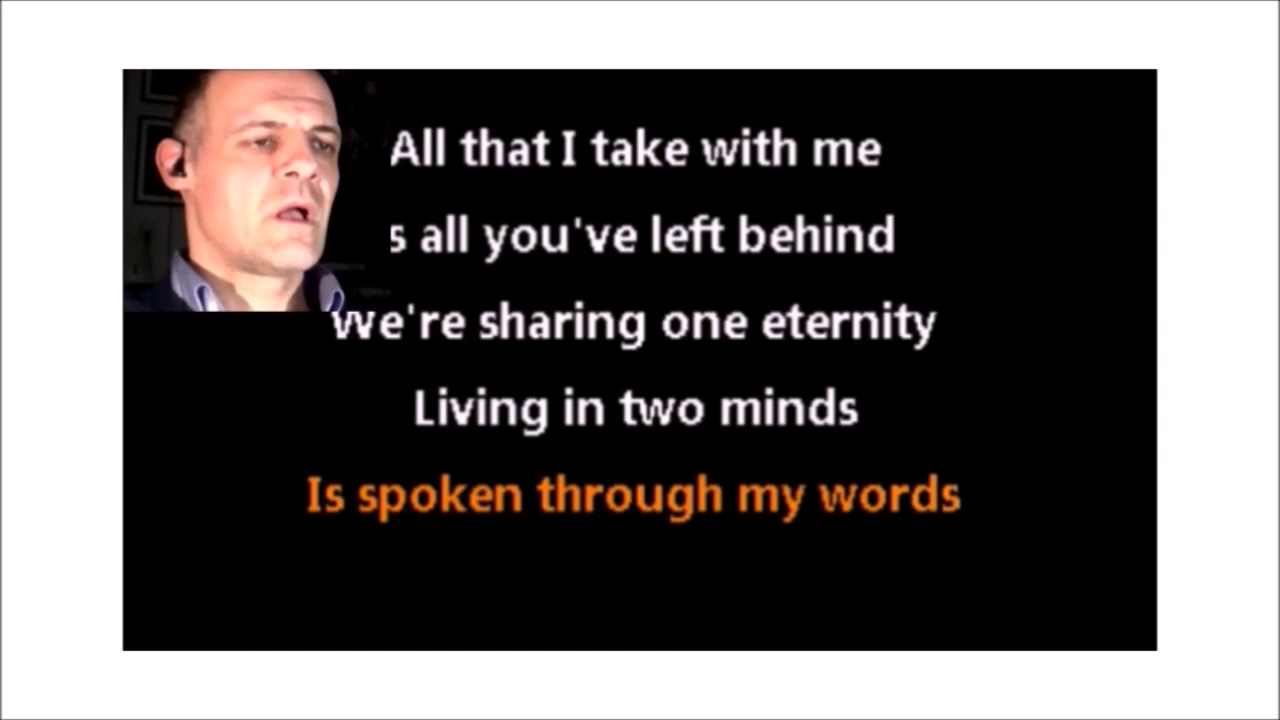 All that I take with me
s all you've left behind
We're sharing one eternity
Living in two minds
Is spoken through my words